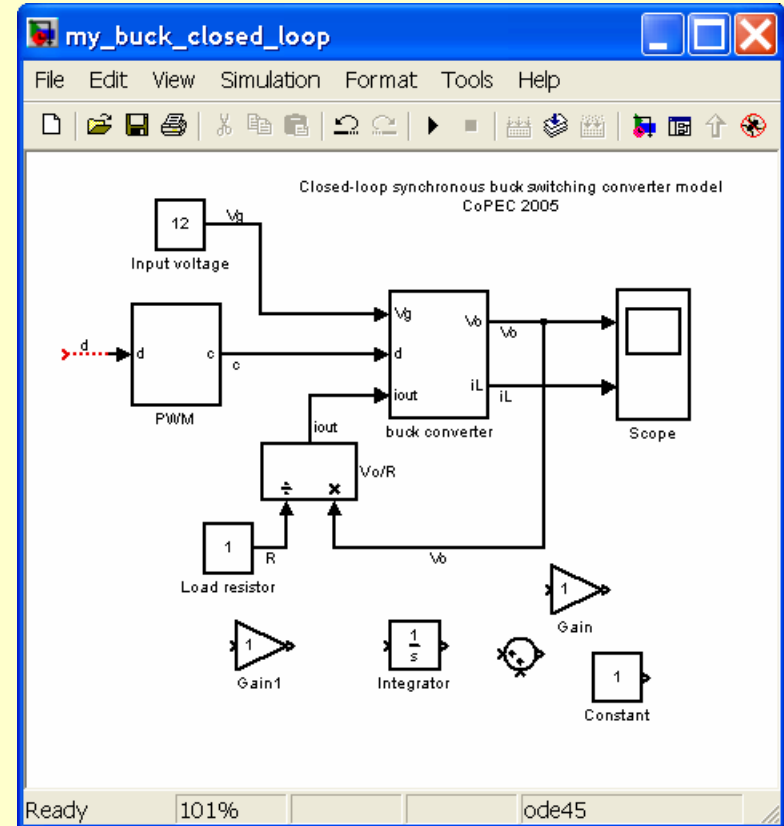 my_buck_closed_loop
File Edit View Simulation Format Tools Help
Closed-loop synchronous buck switching converter model
CoPEC 2005
12
Vg
Input voltage
Vg
Vo
Vo
d
d
c
c
d
iout
iL
iL
PWM
iout
buck converter
Scope
÷
×
Vo/R
1
R
Vo
Load resistor
1
Gain
1
Gain1
1
s
Integrator
1
Constant
Ready 101% ode45